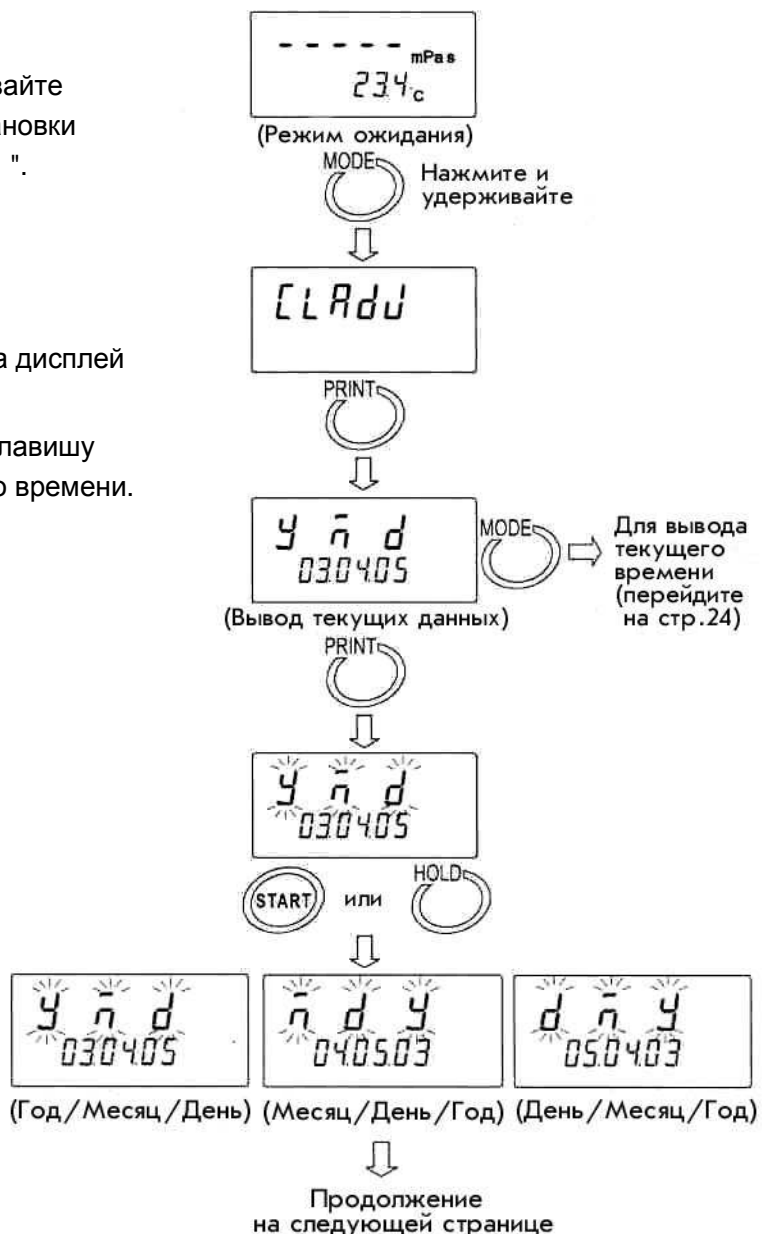 - - - - - mPas
23.4 c
вайте
ановки
".
(Режим ожидания)
MODE
Нажмите и
удерживайте
CLAdJ
а дисплей
PRINT
лавишу
о времени.
y n d
03.04.05
MODE
Для вывода
текущего
времени
(перейдите
на стр.24)
(Вывод текущих данных)
PRINT
y n d
03.04.05
START
или
HOLD
y n d
03.04.05
n d y
04.05.03
d n y
05.04.03
(Год/Месяц/День)
(Месяц/День/Год)
(День/Месяц/Год)
Продолжение
на следующей странице